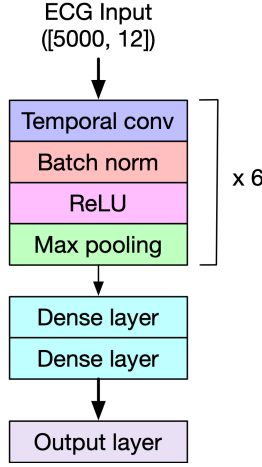 ECG Input
([5000, 12])
Temporal conv
Batch norm
ReLU
Max pooling
x 6
Dense layer
Dense layer
Output layer